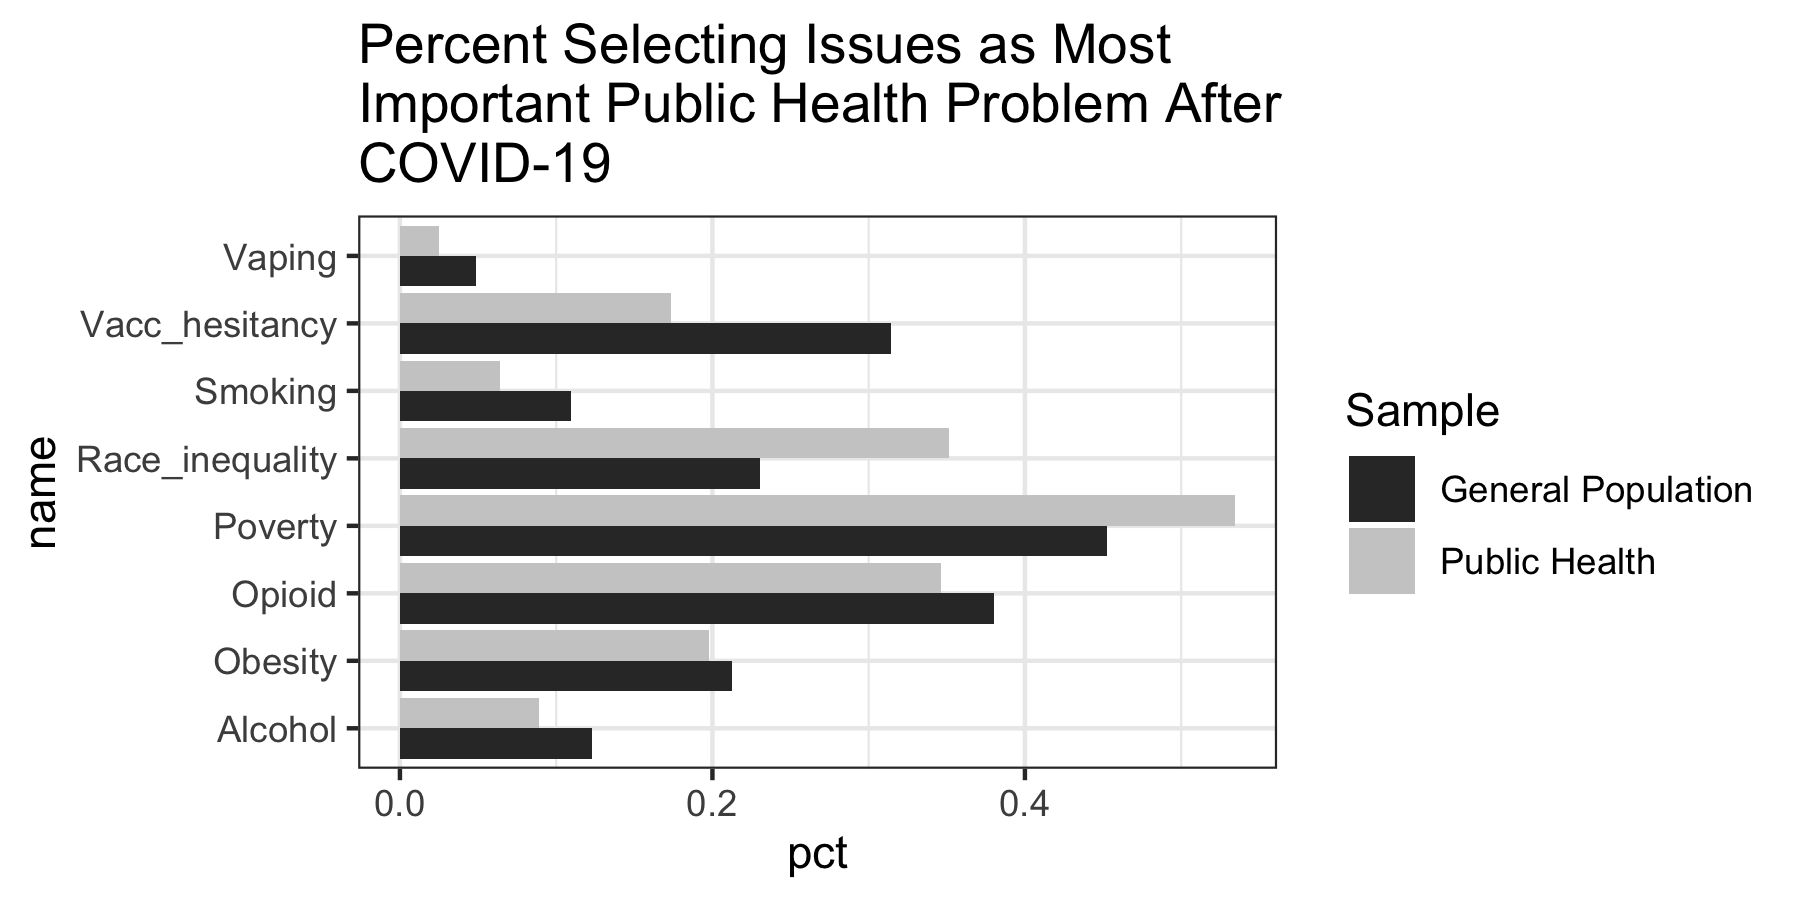 Percent Selecting Issues as Most
Important Public Health Problem After
COVID-19
name
Vaping
Vacc_hesitancy
Smoking
Race_inequality
Poverty
Opioid
Obesity
Alcohol
0.0 0.2 0.4
pct
Sample
General Population
Public Health